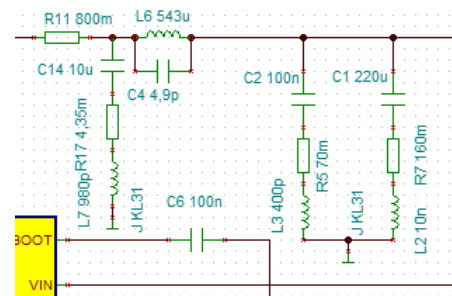 R11 800m
L6 543u
C14 10u
C4 4,9p
C2 100n
C1 220u
R17 4,35m
R5 70m
R7 160m
L7 980p
J KL31
C6 100n
L3 400p
J KL31
L2 10n
BOOT
VIN